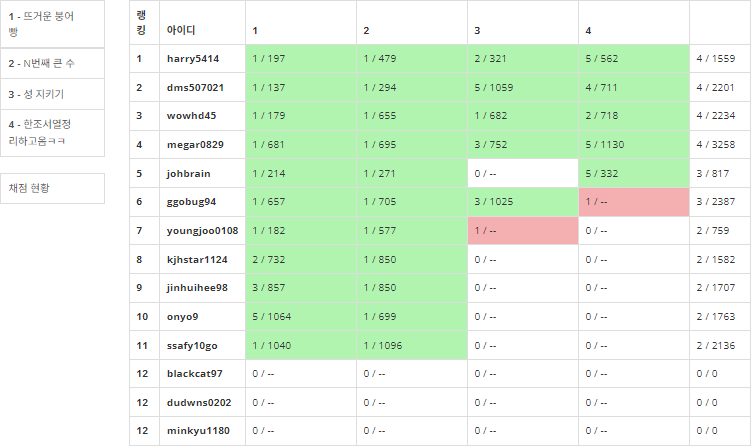 1 - 뜨거운 붕어
빵
2 - N번째 큰 수
3 - 성 지키기
4 - 한조서열정
리하고옴ㅋㅋ
채점 현황
랭
킹 아이디 1 2 3 4
1 harry5414 1 / 197 1 / 479 2 / 321 5 / 562 4 / 1559
2 dms507021 1 / 137 1 / 294 5 / 1059 4 / 711 4 / 2201
3 wowhd45 1 / 179 1 / 655 1 / 682 2 / 718 4 / 2234
4 megar0829 1 / 681 1 / 695 3 / 752 5 / 1130 4 / 3258
5 johbrain 1 / 214 1 / 271 0 / -- 5 / 332 3 / 817
6 ggobug94 1 / 657 1 / 705 3 / 1025 1 / -- 3 / 2387
7 youngjoo0108 1 / 182 1 / 577 1 / -- 0 / -- 2 / 759
8 kjhstar1124 2 / 732 1 / 850 0 / -- 0 / -- 2 / 1582
9 jinhuihee98 3 / 857 1 / 850 0 / -- 0 / -- 2 / 1707
10 onyo9 5 / 1064 1 / 699 0 / -- 0 / -- 2 / 1763
11 ssafy10go 1 / 1040 1 / 1096 0 / -- 0 / -- 2 / 2136
12 blackcat97 0 / -- 0 / -- 0 / -- 0 / -- 0 / 0
12 dudwns0202 0 / -- 0 / -- 0 / -- 0 / -- 0 / 0
12 minkyu1180 0 / -- 0 / -- 0 / -- 0 / -- 0 / 0